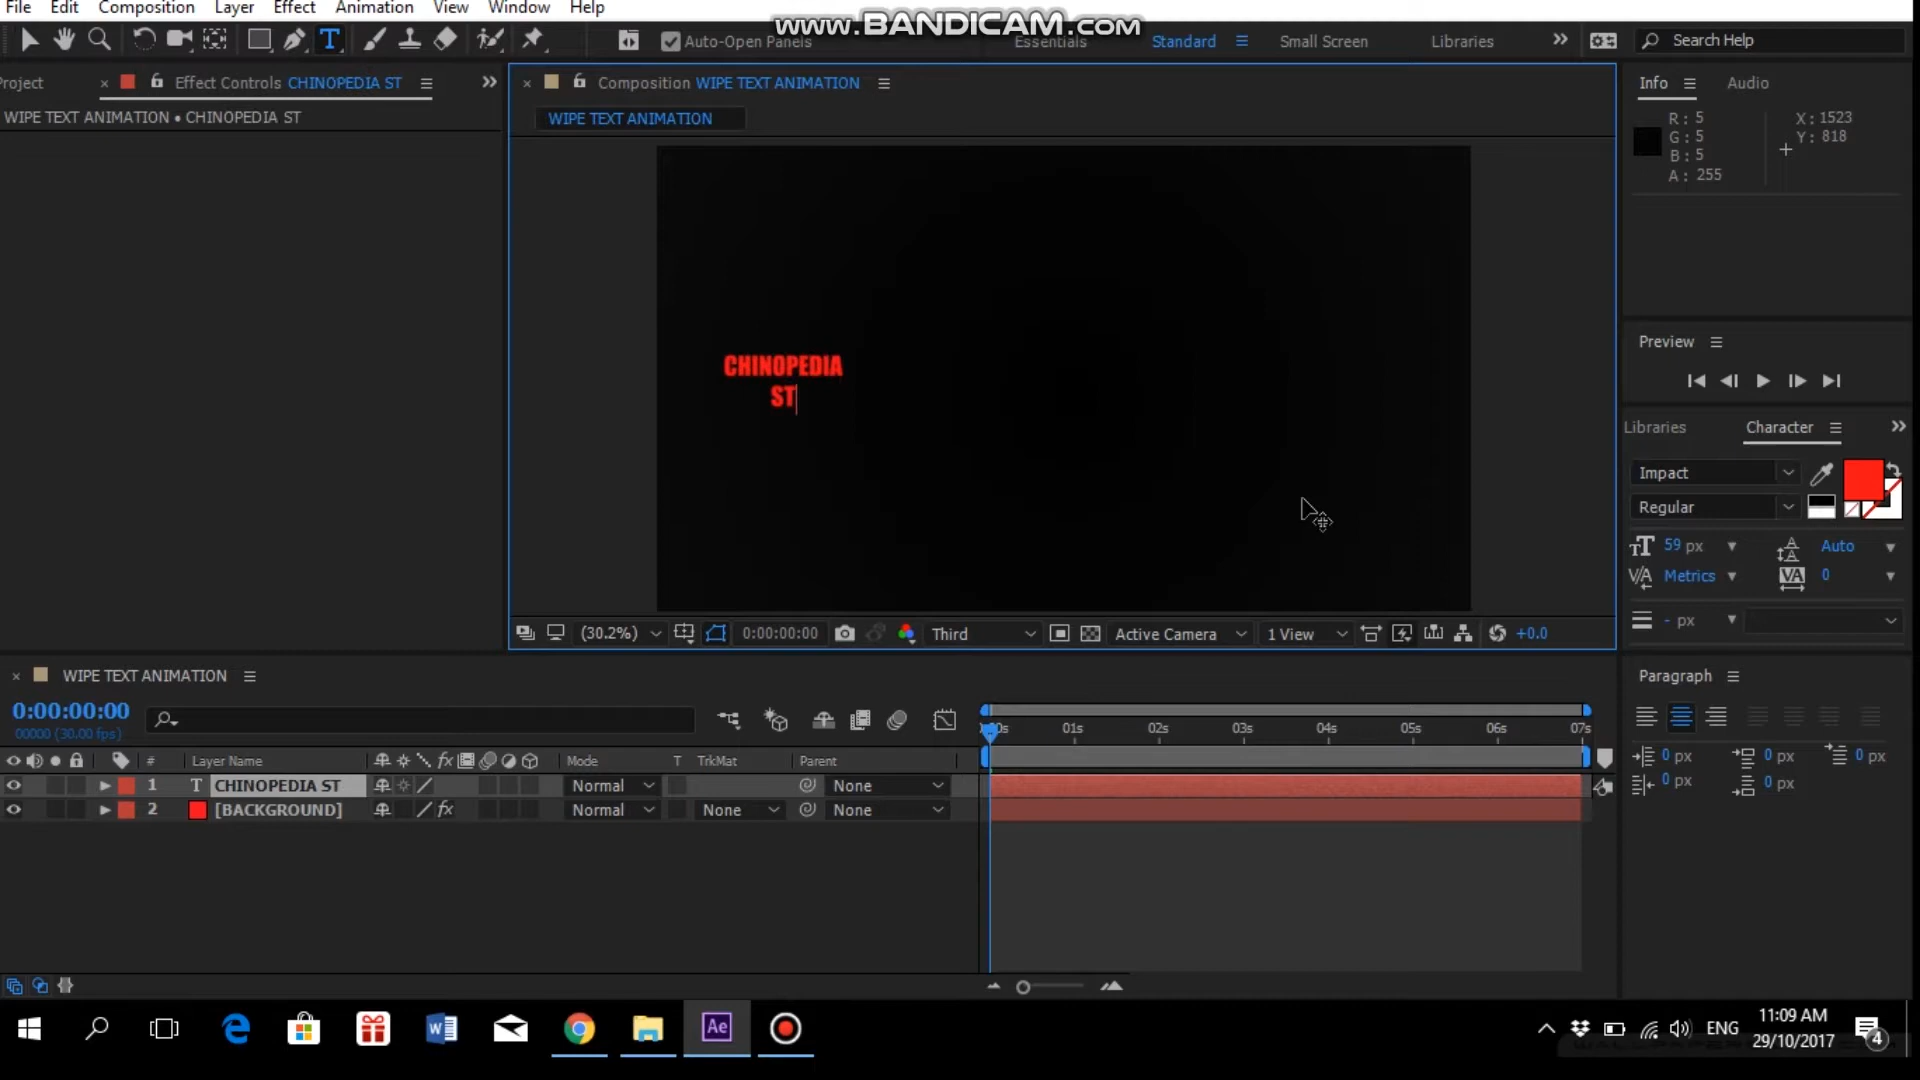 File Edit Composition Layer Effect Animation View Window Help
www.BANDICAM.com
T Auto-Open Panels Essentials Standard Small Screen Libraries Search Help
roject Effect Controls CHINOPEDIA ST
Composition WIPE TEXT ANIMATION
Info Audio
WIPE TEXT ANIMATION • CHINOPEDIA ST
WIPE TEXT ANIMATION
R : 5
G : 5
B : 5
A : 255
X : 1523
Y : 818
CHINOPEDIA
ST
Preview
Libraries Character
Impact
Regular
59 px Auto
Metrics 0
- px
(30.2%) 0:00:00:00 Third Active Camera 1 View +0.0
WIPE TEXT ANIMATION
Paragraph
0:00:00:00
00000 (30.00 fps)
01s 02s 03s 04s 05s 06s 07s
# Layer Name fx Mode T TrkMat Parent
1 T CHINOPEDIA ST Normal None
2 [BACKGROUND] fx Normal None None
0 px 0 px 0 px
0 px 0 px
Ae
ENG
11:09 AM
29/10/2017
4